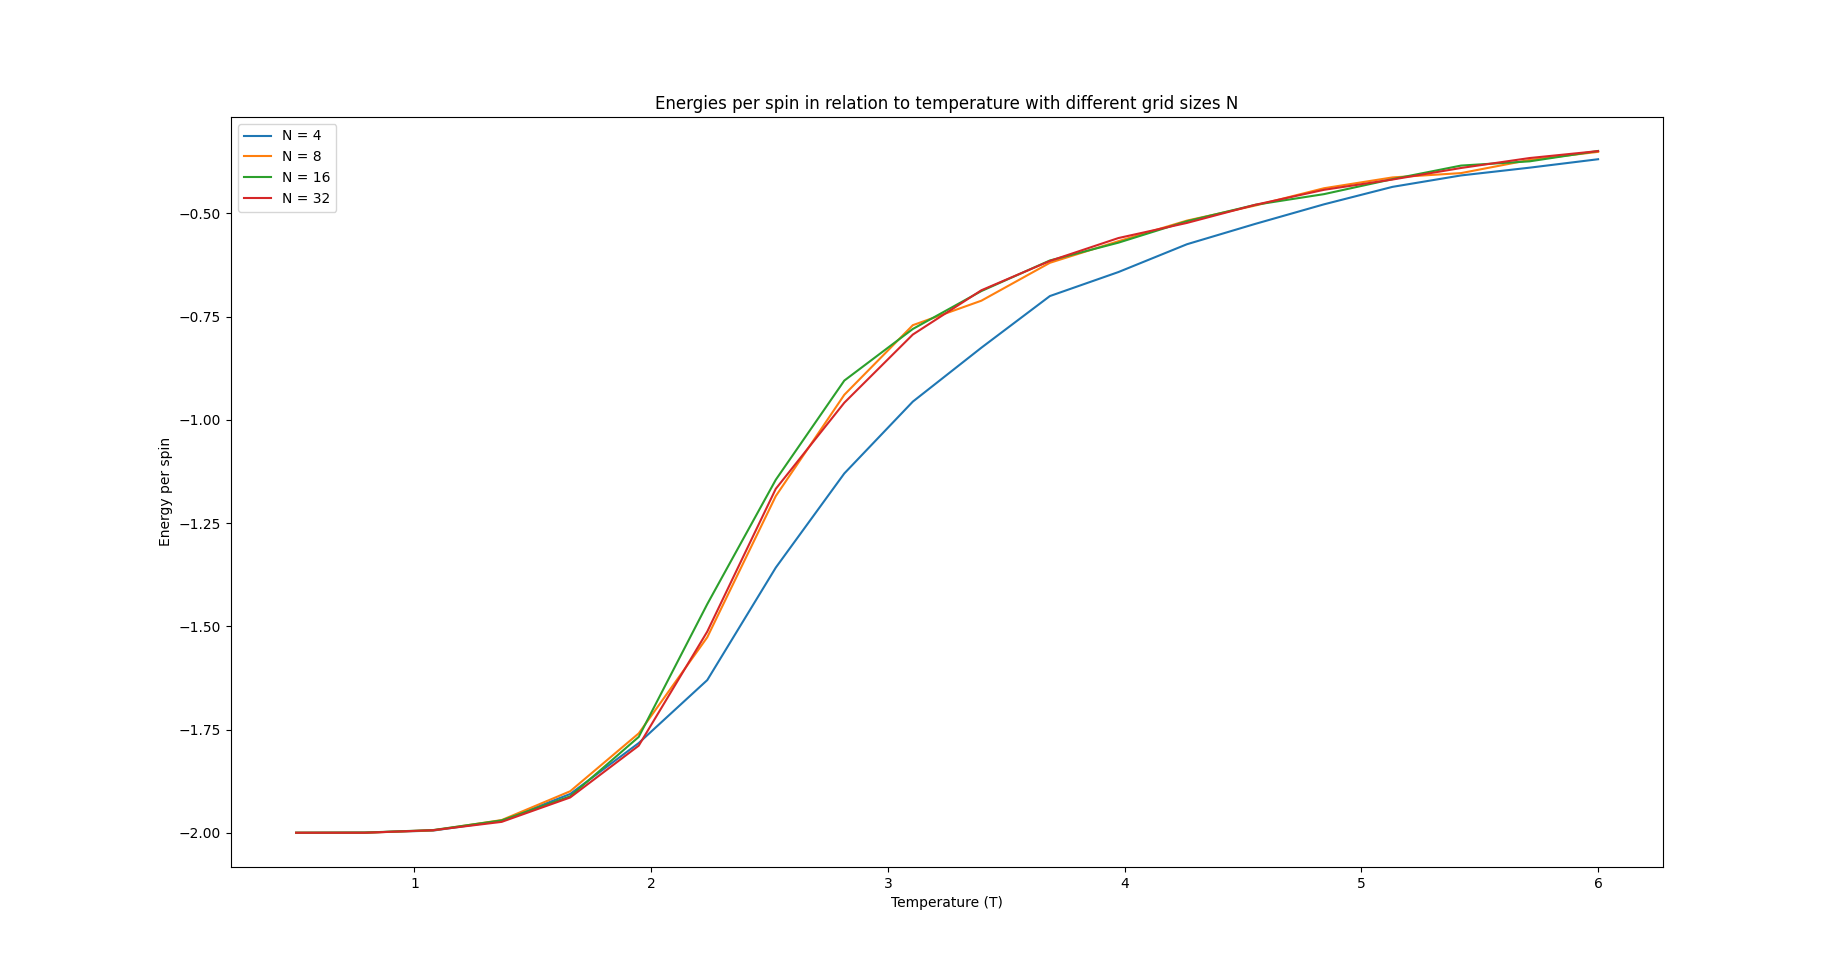 Energies per spin in relation to temperature with different grid sizes N
N = 4
N = 8
N = 16
N = 32
−0.50
−0.75
−1.00
−1.25
−1.50
−1.75
−2.00
Energy per spin
1 2 3 4 5 6
Temperature (T)